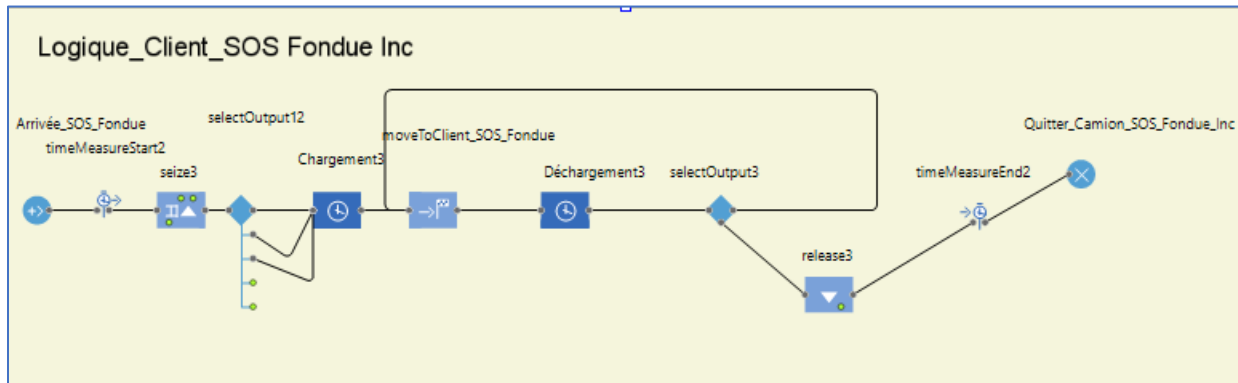 Logique_Client_SOS Fondue Inc
Arrivée_SOS_Fondue
timeMeasureStart2
seize3
selectOutput12
Chargement3
moveToClient_SOS_Fondue
Déchargement3
selectOutput3
release3
timeMeasureEnd2
Quitter_Camion_SOS_Fondue_Inc